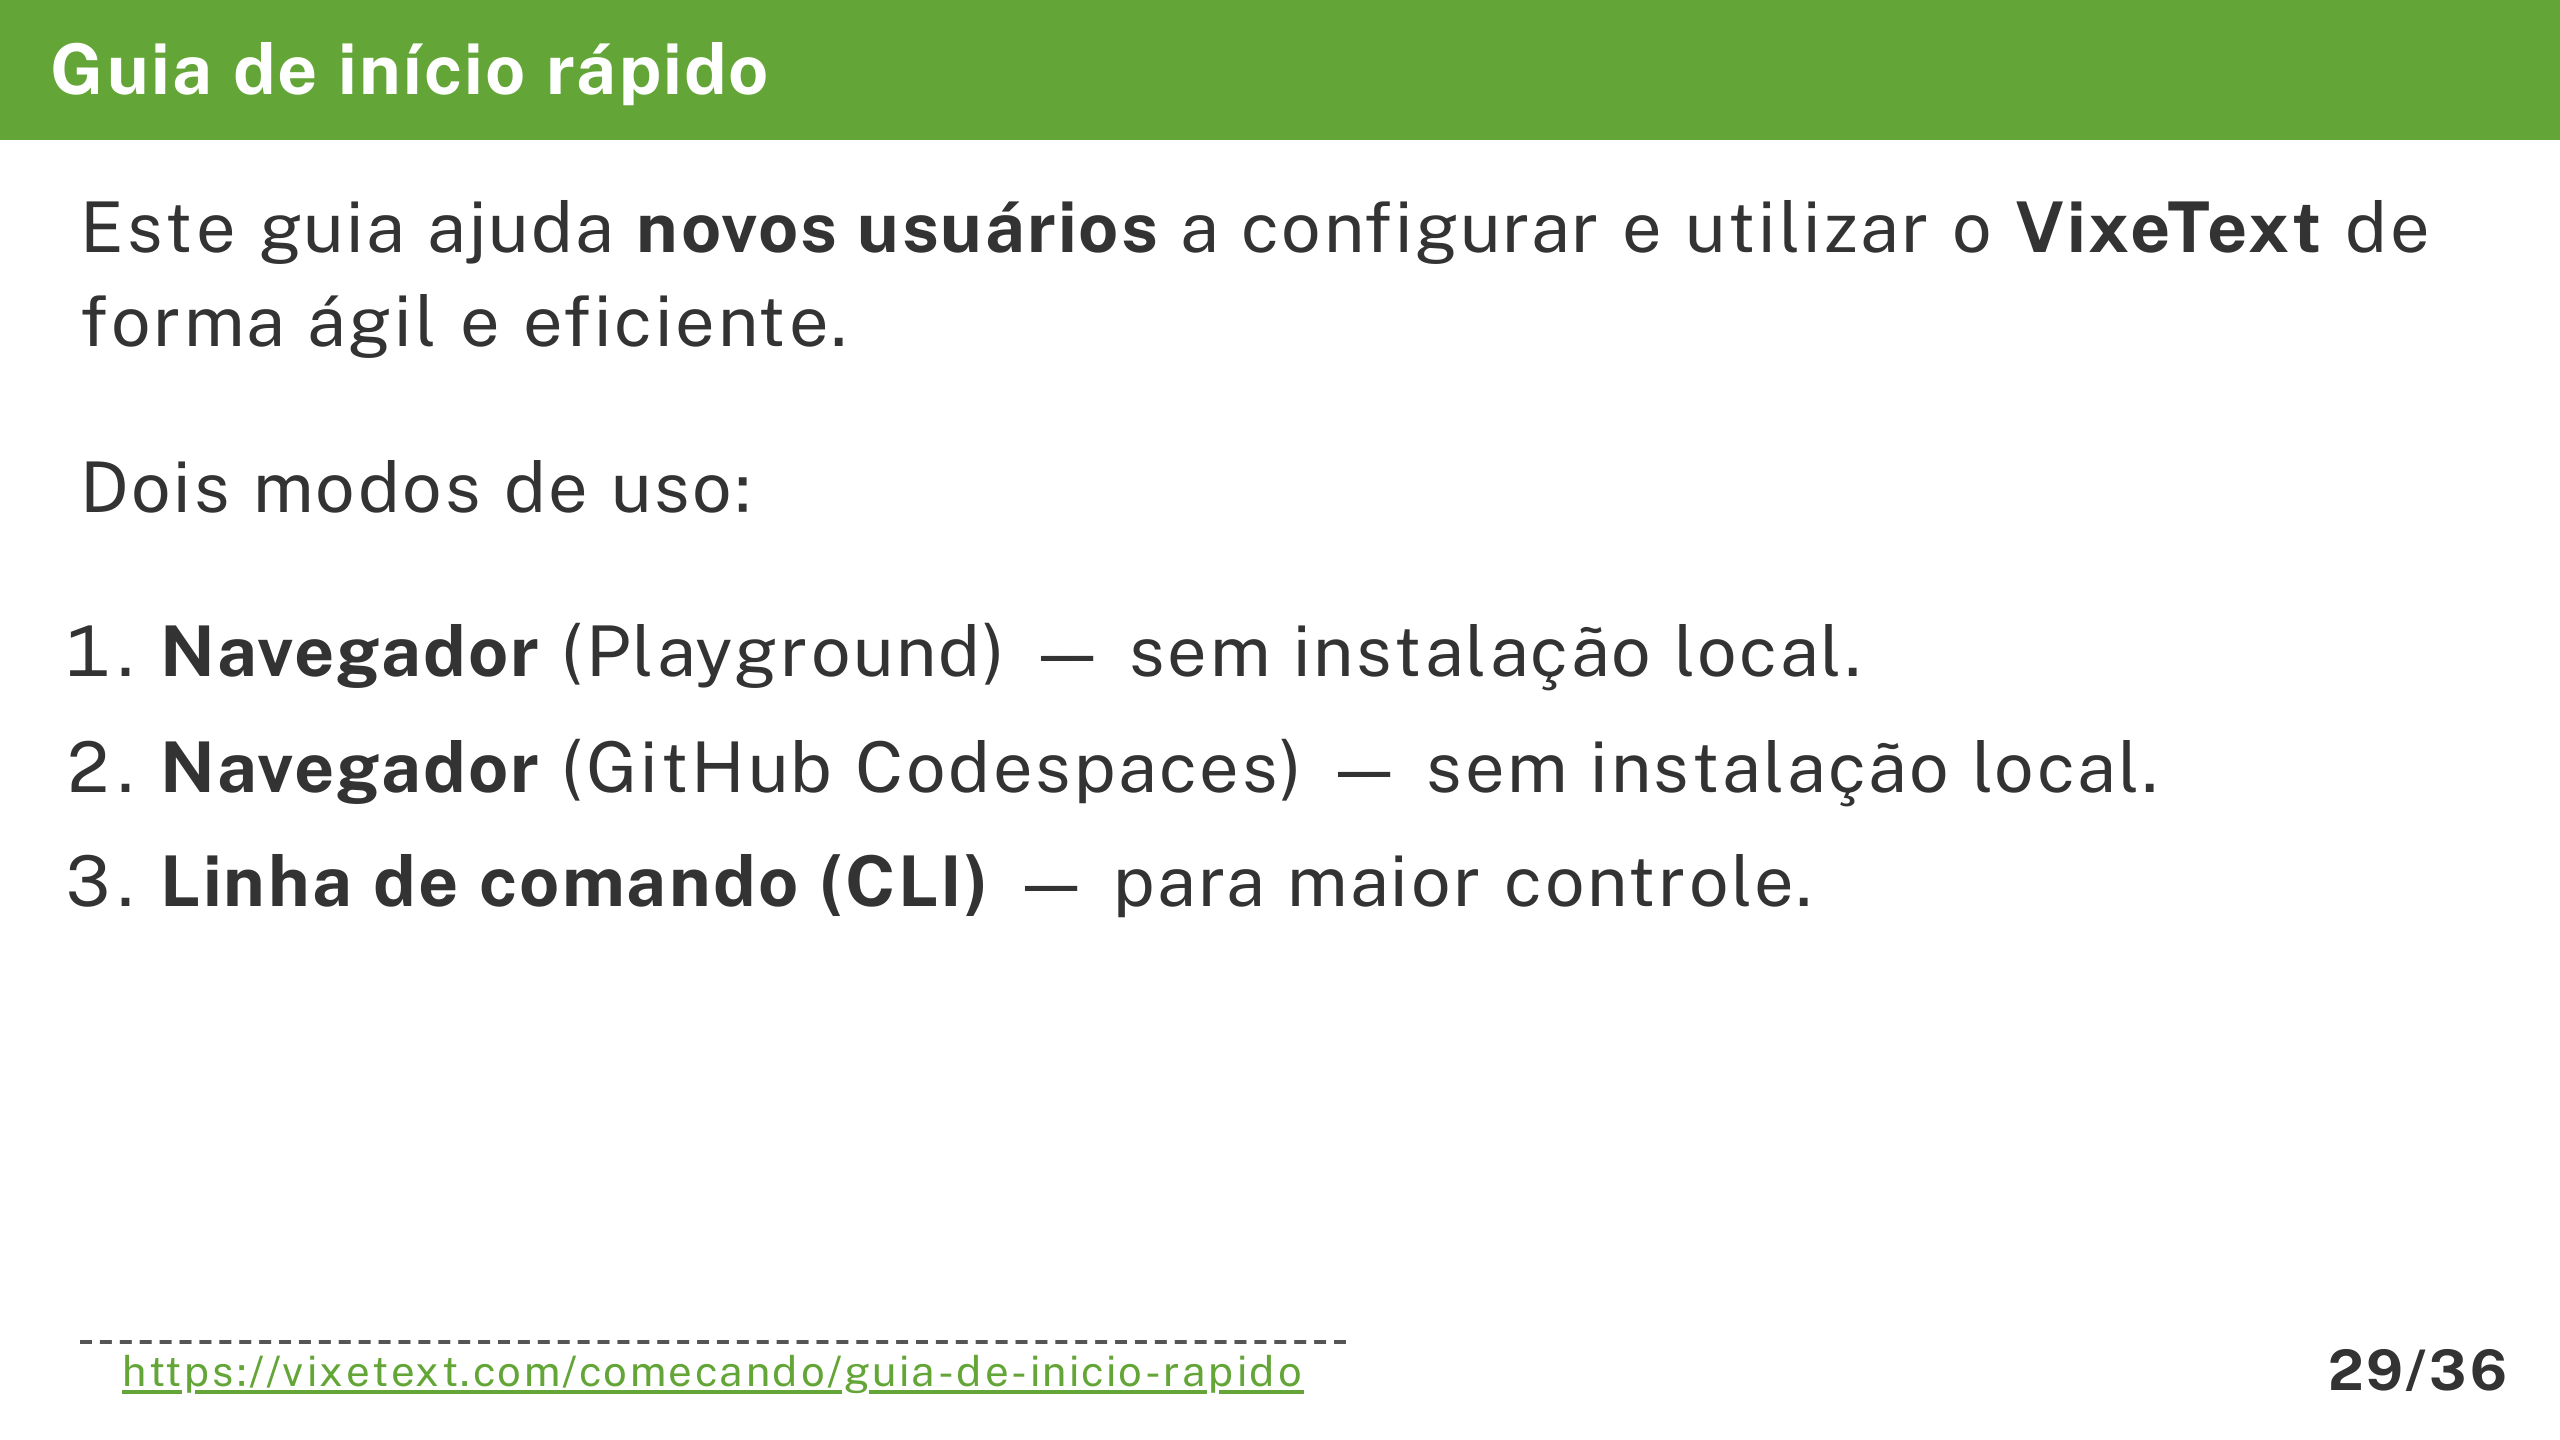 Guia de início rápido
Este guia ajuda novos usuários a configurar e utilizar o VixeText de
forma ágil e eficiente.
Dois modos de uso:
1. Navegador (Playground) — sem instalação local.
2. Navegador (GitHub Codespaces) — sem instalação local.
3. Linha de comando (CLI) — para maior controle.
https://vixetext.com/comecando/guia-de-inicio-rapido
29/36